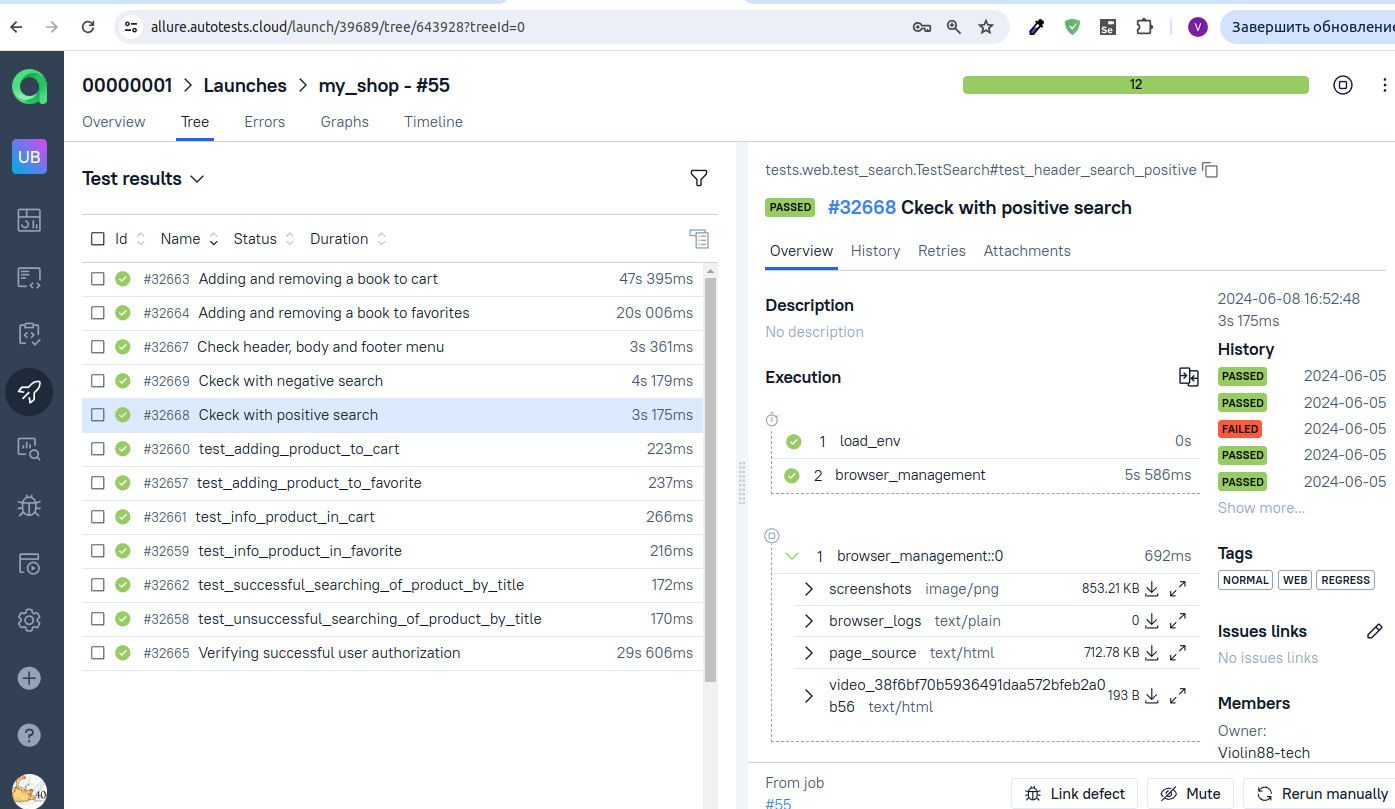 allure.autotests.cloud/launch/39689/tree/643928?treeId=0
Se
V
Завершить обновление
UB
00000001 > Launches > my_shop - #55
12
Overview Tree Errors Graphs Timeline
Test results
Id Name Status Duration
#32663 Adding and removing a book to cart 47s 395ms
#32664 Adding and removing a book to favorites 20s 006ms
#32667 Check header, body and footer menu 3s 361ms
#32669 Ckeck with negative search 4s 179ms
#32668 Ckeck with positive search 3s 175ms
#32660 test_adding_product_to_cart 223ms
#32657 test_adding_product_to_favorite 237ms
#32661 test_info_product_in_cart 266ms
#32659 test_info_product_in_favorite 216ms
#32662 test_successful_searching_of_product_by_title 172ms
#32658 test_unsuccessful_searching_of_product_by_title 170ms
#32665 Verifying successful user authorization 29s 606ms
tests.web.test_search.TestSearch#test_header_search_positive
PASSED #32668 Ckeck with positive search
Overview History Retries Attachments
Description
No description
Execution
1 load_env 0s
2 browser_management 5s 586ms
1 browser_management::0 692ms
screenshots image/png 853.21 KB
browser_logs text/plain 0
page_source text/html 712.78 KB
video_38f6bf70b5936491daa572bfeb2a0
b56 text/html 193 B
2024-06-08 16:52:48
3s 175ms
History
PASSED 2024-06-05
PASSED 2024-06-05
FAILED 2024-06-05
PASSED 2024-06-05
PASSED 2024-06-05
Show more...
Tags
NORMAL WEB REGRESS
Issues links
No issues links
Members
Owner:
Violin88-tech
From job
#55
Link defect Mute Rerun manually